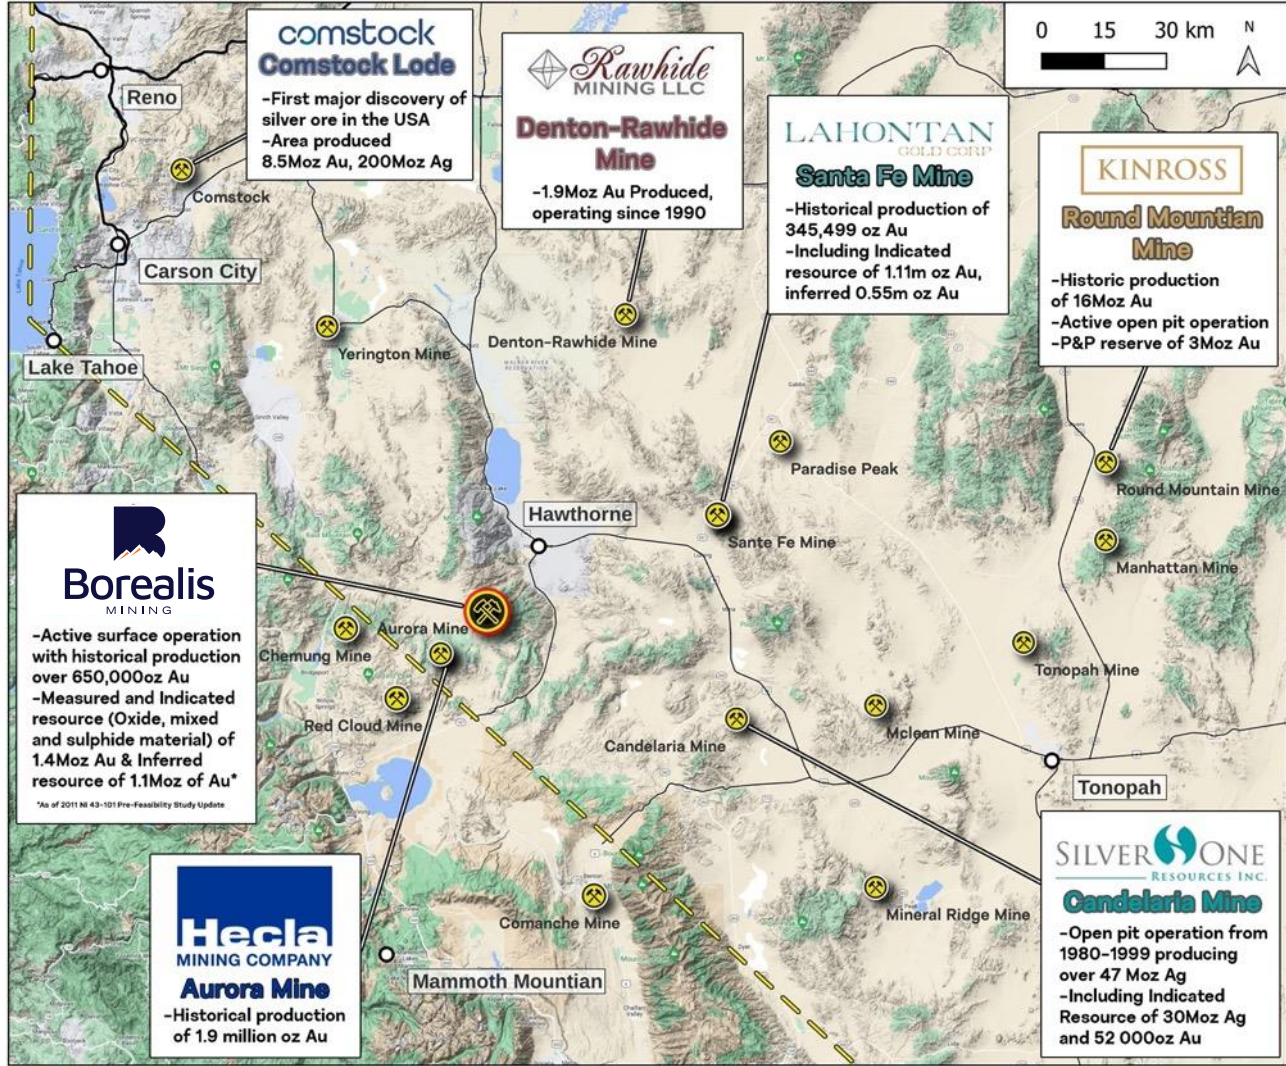 comstock
Comstock Lode
-First major discovery of
silver ore in the USA
-Area produced
8.5Moz Au, 200Moz Ag
Rawhide
MINING LLC
Denton-Rawhide
Mine
-1.9Moz Au Produced,
operating since 1990
LAHONTAN
GOLD CORP
Santa Fe Mine
-Historical production of
345,499 oz Au
-Including Indicated
resource of 1.11m oz Au,
inferred 0.55m oz Au
0 15 30 km
N
KINROSS
Round Mountian
Mine
-Historic production
of 16Moz Au
-Active open pit operation
-P&P reserve of 3Moz Au
Reno
Comstock
Carson City
Lake Tahoe
Yerington Mine
Denton-Rawhide Mine
Paradise Peak
Round Mountain Mine
Hawthorne
Sante Fe Mine
Manhattan Mine
Borealis
MINING
-Active surface operation
with historical production
over 650,000oz Au
-Measured and Indicated
resource (Oxide, mixed
and sulphide material) of
1.4Moz Au & Inferred
resource of 1.1Moz of Au*
*As of 2011 NI 43-101 Pre-Feasibility Study Update
Aurora Mine
Chemung Mine
Red Cloud Mine
Tonopah Mine
Candelaria Mine
Mclean Mine
Tonopah
Hecla
MINING COMPANY
Aurora Mine
-Historical production
of 1.9 million oz Au
Mammoth Mountian
Comanche Mine
Mineral Ridge Mine
SILVER ONE
RESOURCES INC.
Candelaria Mine
-Open pit operation from
1980-1999 producing
over 47 Moz Ag
-Including Indicated
Resource of 30Moz Ag
and 52 000oz Au